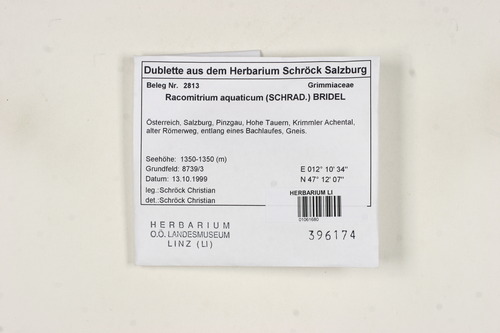 Dublette aus dem Herbarium Schröck Salzburg
Beleg Nr. 2813 Grimmiaceae
Racomitrium aquaticum (SCHRAD.) BRIDEL
Österreich, Salzburg, Pinzgau, Hohe Tauern, Krimmler Achental,
alter Römerweg, entlang eines Bachlaufes, Gneis.
Seehöhe: 1350-1350 (m)
Grundfeld: 8739/3 E 012° 10' 34"
Datum: 13.10.1999 N 47° 12' 07"
leg.:Schröck Christian
det.:Schröck Christian
HERBARIUM LI
01061680
HERBARIUM
O.Ö. LANDESMUSEUM
LINZ (LI)
396174